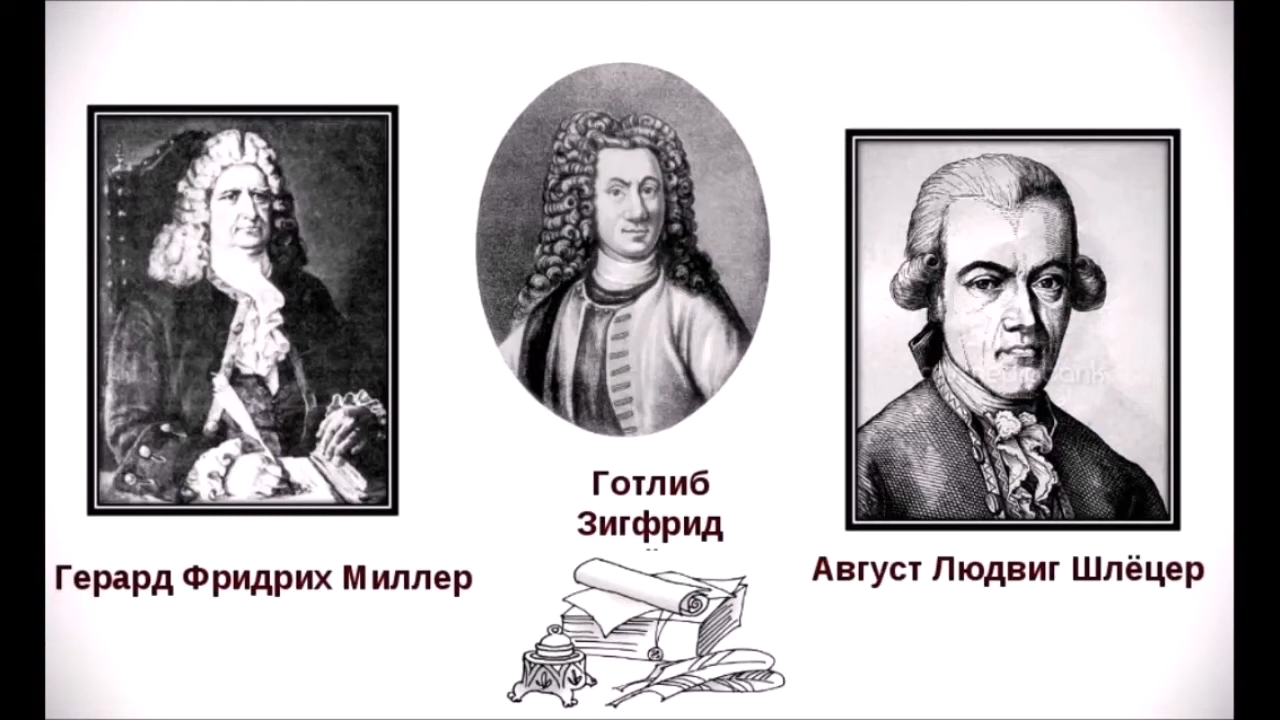 Готлиб
Зигфрид
Герард Фридрих Миллер
Август Людвиг Шлёцер